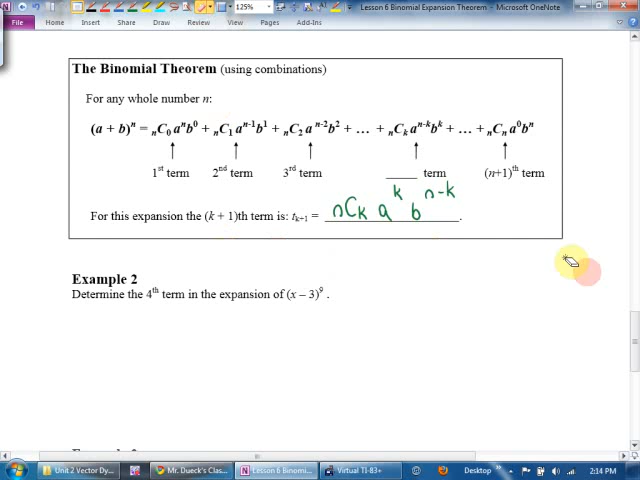 Lesson 6 Binomial Expansion Theorem - Microsoft OneNote
125%
File Home Insert Share Draw Review View Add-Ins
The Binomial Theorem (using combinations)
For any whole number n:
(a + b)ⁿ = ₙC₀ aⁿb⁰ + ₙC₁ aⁿ⁻¹b¹ + ₙC₂ a ⁿ⁻²b² + … + ₙCₖ aⁿ⁻ᵏbᵏ + … + ₙCₙ a⁰bⁿ
1ˢᵗ term 2ⁿᵈ term 3ʳᵈ term ____ term (n+1)ᵗʰ term
For this expansion the (k + 1)th term is: tₖ₊₁ = nCk aᵏ bⁿ⁻ᵏ.
Example 2
Determine the 4ᵗʰ term in the expansion of (x – 3)⁹ .
Unit 2 Vector Dy... Mr. Dueck's Class... Lesson 6 Binomi... Virtual TI-83+ Desktop 2:14 PM